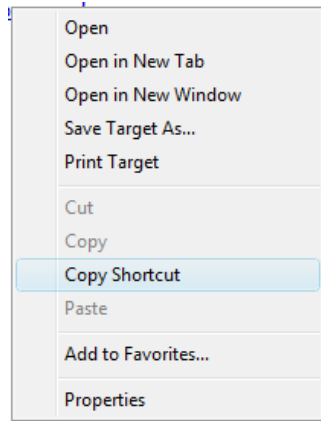 Open
Open in New Tab
Open in New Window
Save Target As...
Print Target
Cut
Copy
Copy Shortcut
Paste
Add to Favorites...
Properties